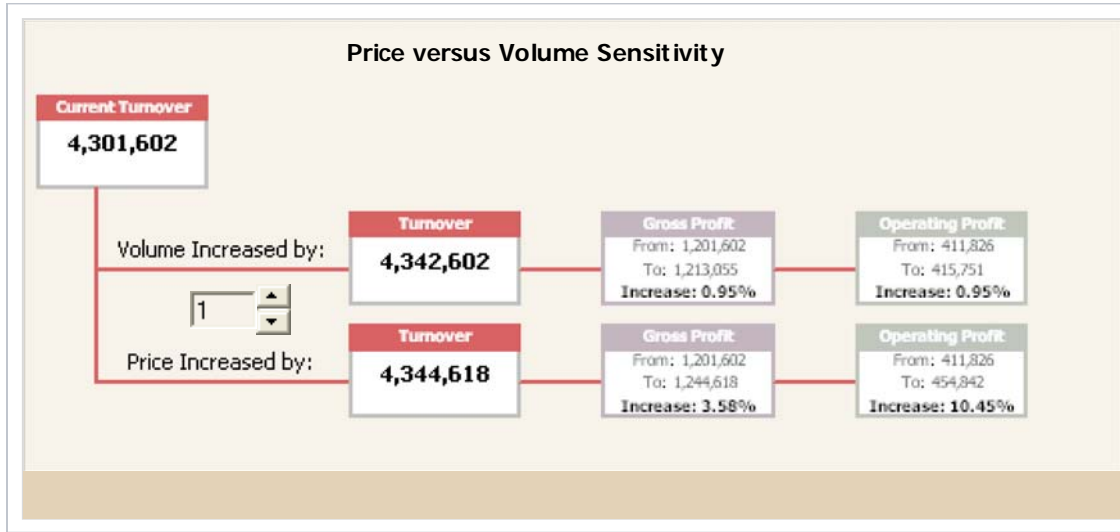 Price versus Volume Sensitivity
Current Turnover
4,301,602
Volume Increased by:
Turnover
4,342,602
Gross Profit
From: 1,201,602
To: 1,213,055
Increase: 0.95%
Operating Profit
From: 411,826
To: 415,751
Increase: 0.95%
1
Price Increased by:
Turnover
4,344,618
Gross Profit
From: 1,201,602
To: 1,244,618
Increase: 3.58%
Operating Profit
From: 411,826
To: 454,842
Increase: 10.45%